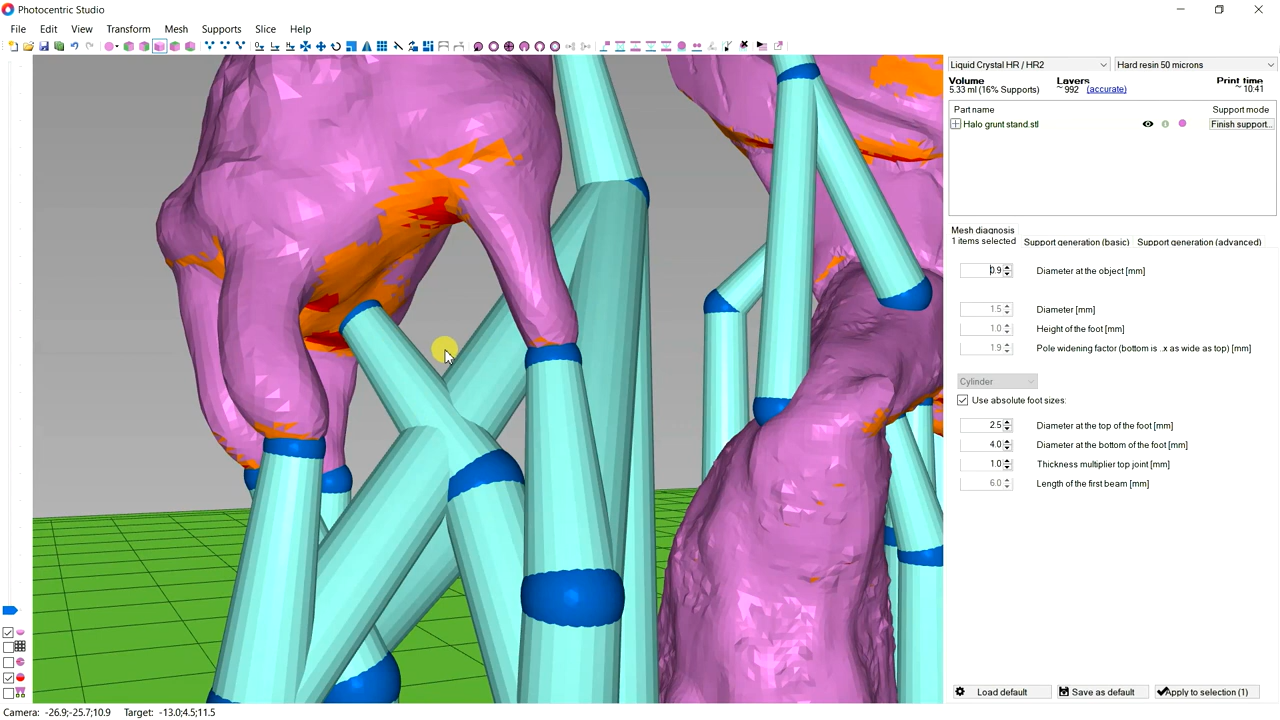 Photocentric Studio
File Edit View Transform Mesh Supports Slice Help
Liquid Crystal HR / HR2 Hard resin 50 microns
Volume Layers Print time
5.33 ml (16% Supports) ~ 992 (accurate) ~ 10:41
Part name Support mode
Halo grunt stand.stl Finish support...
Mesh diagnosis
1 items selected Support generation (basic) Support generation (advanced)
0.9 Diameter at the object [mm]
1.5 Diameter [mm]
1.0 Height of the foot [mm]
1.9 Pole widening factor (bottom is ..x as wide as top) [mm]
Cylinder
Use absolute foot sizes:
2.5 Diameter at the top of the foot [mm]
4.0 Diameter at the bottom of the foot [mm]
1.0 Thickness multiplier top joint [mm]
6.0 Length of the first beam [mm]
Load default Save as default Apply to selection (1)
Camera: -26.9;-25.7;10.9 Target: -13.0;4.5;11.5